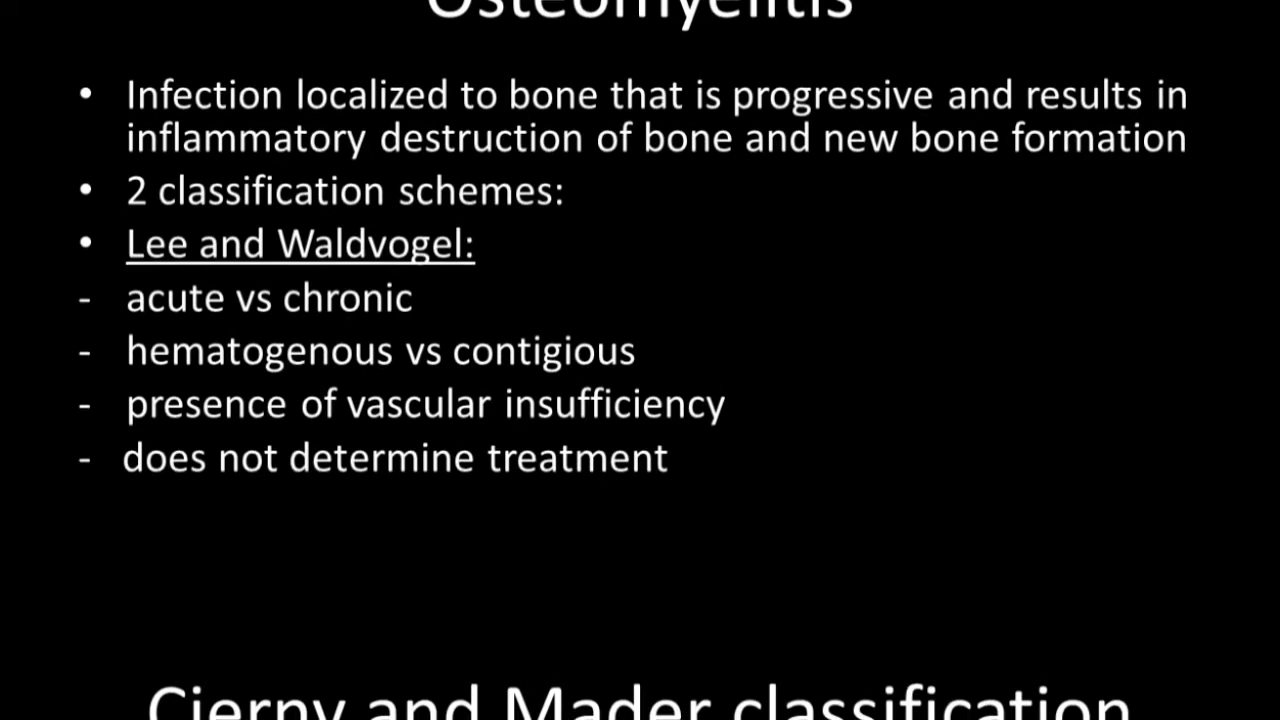 Osteomyelitis
• Infection localized to bone that is progressive and results in
inflammatory destruction of bone and new bone formation
• 2 classification schemes:
• Lee and Waldvogel:
- acute vs chronic
- hematogenous vs contigious
- presence of vascular insufficiency
- does not determine treatment
Cierny and Mader classification